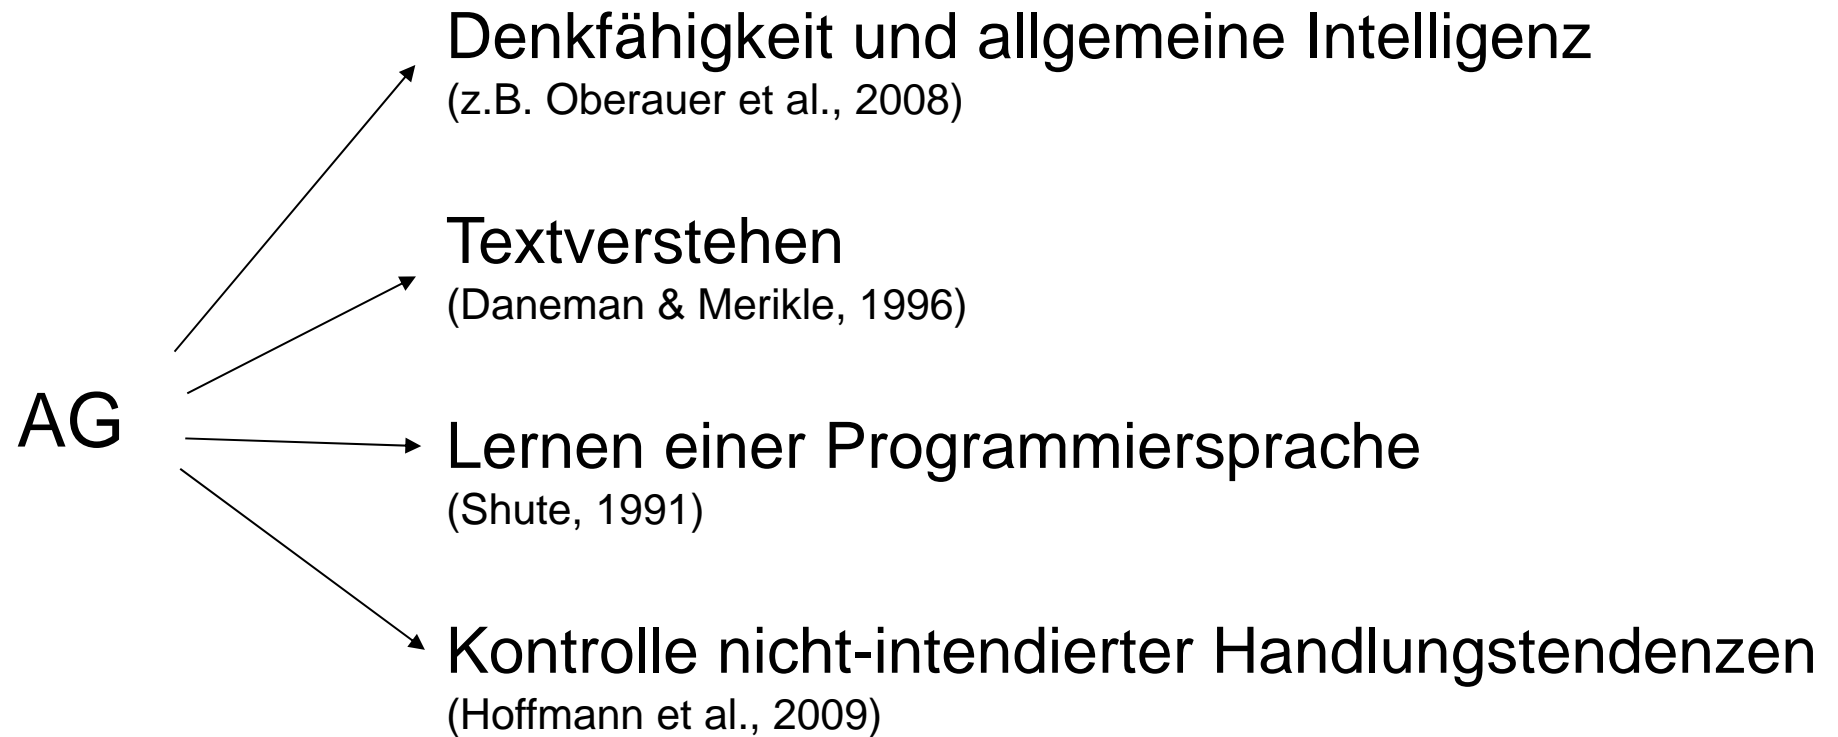 Denkfähigkeit und allgemeine Intelligenz
(z.B. Oberauer et al., 2008)
Textverstehen
(Daneman & Merikle, 1996)
AG
Lernen einer Programmiersprache
(Shute, 1991)
Kontrolle nicht-intendierter Handlungstendenzen
(Hoffmann et al., 2009)